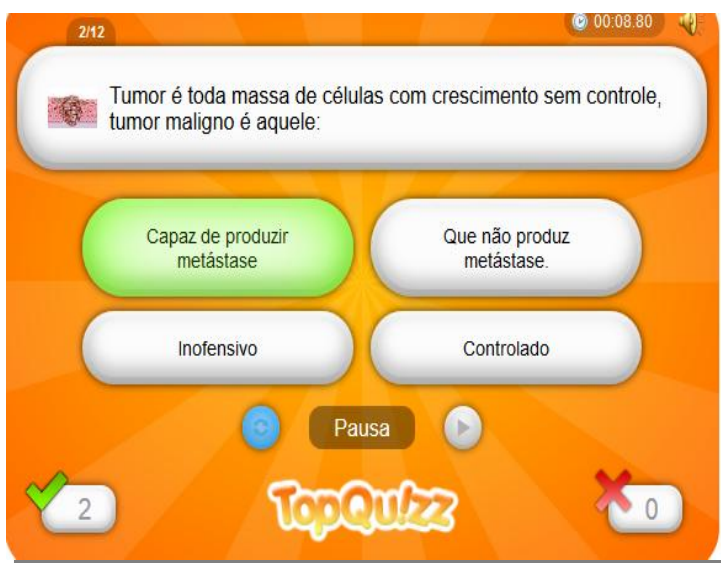 2/12
00:08.80
Tumor é toda massa de células com crescimento sem controle,
tumor maligno é aquele:
Capaz de produzir
metástase
Que não produz
metástase.
Inofensivo
Controlado
Pausa
2
TopQu!zz
0